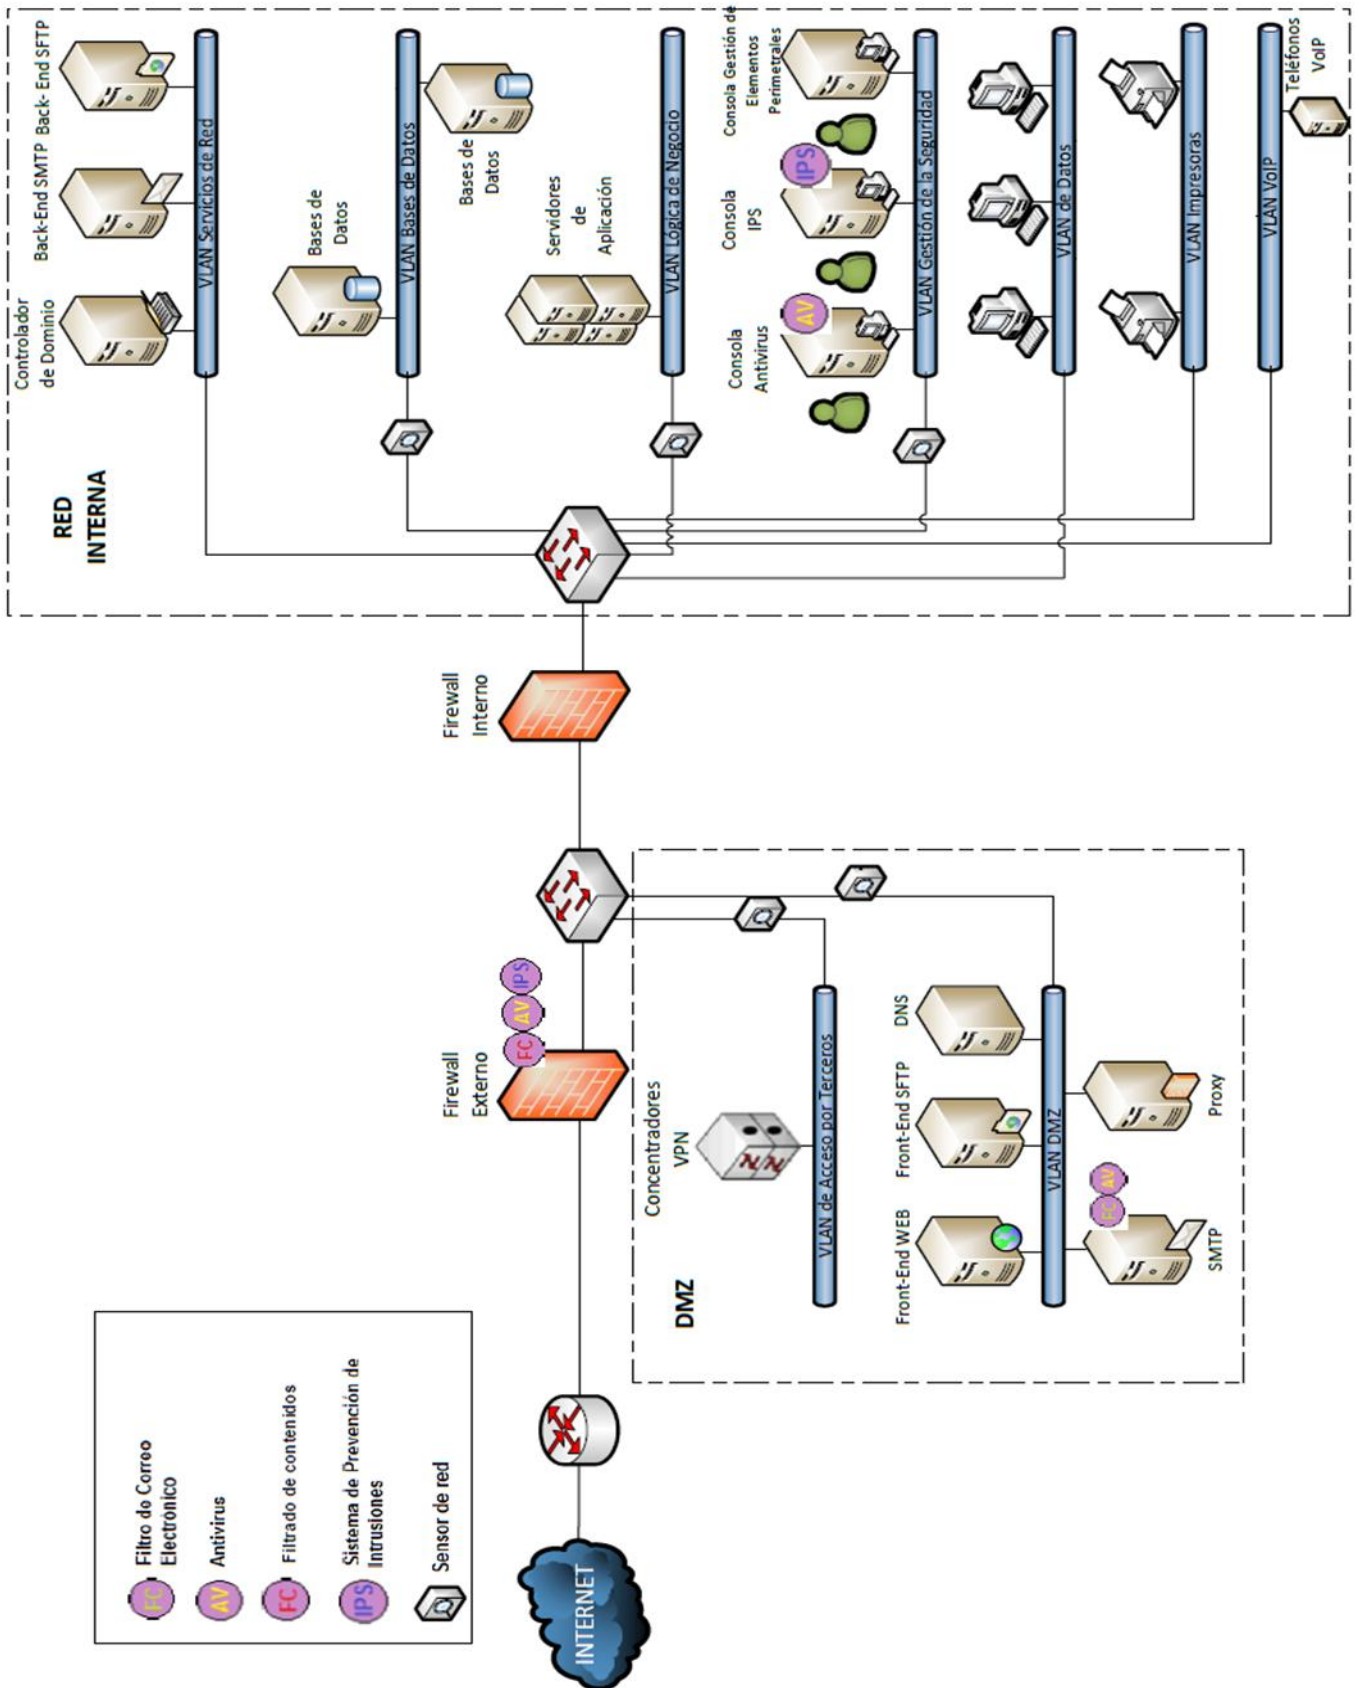 FC
Filtro do Correo
Electrónico
AV
Antivirus
FC
Filtrado de contenidos
IPS
Sistema de Prevención de
Intrusiones
Sensor de red
INTERNET
Firewall
Externo
FC
AV
IPS
DMZ
Concentradores
VPN
VLAN de Acceso por Terceros
Front-End WEB
Front-End SFTP
DNS
VLAN DMZ
FC
AV
SMTP
Proxy
Firewall
Interno
RED
INTERNA
Controlador
de Dominio
Back-End SMTP
Back- End SFTP
VLAN Servicios de Red
Bases de
Datos
VLAN Bases de Datos
Bases de
Datos
Servidores
de
Aplicación
VLAN Lógica de Negocio
Consola
Antivirus
AV
Consola
IPS
IPS
Consola Gestión de
Elementos
Perimetrales
VLAN Gestión de la Seguridad
VLAN de Datos
VLAN Impresoras
VLAN VoIP
Teléfonos
VoIP